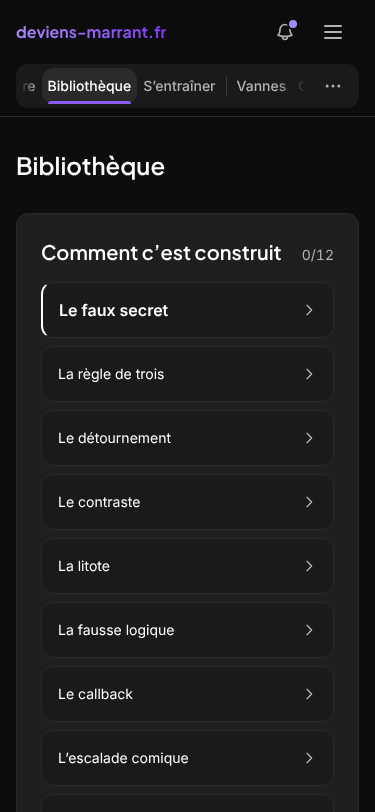 deviens-marrant.fr
re Bibliothèque S’entraîner Vannes
Bibliothèque
Comment c’est construit 0/12
Le faux secret
La règle de trois
Le détournement
Le contraste
La litote
La fausse logique
Le callback
L’escalade comique